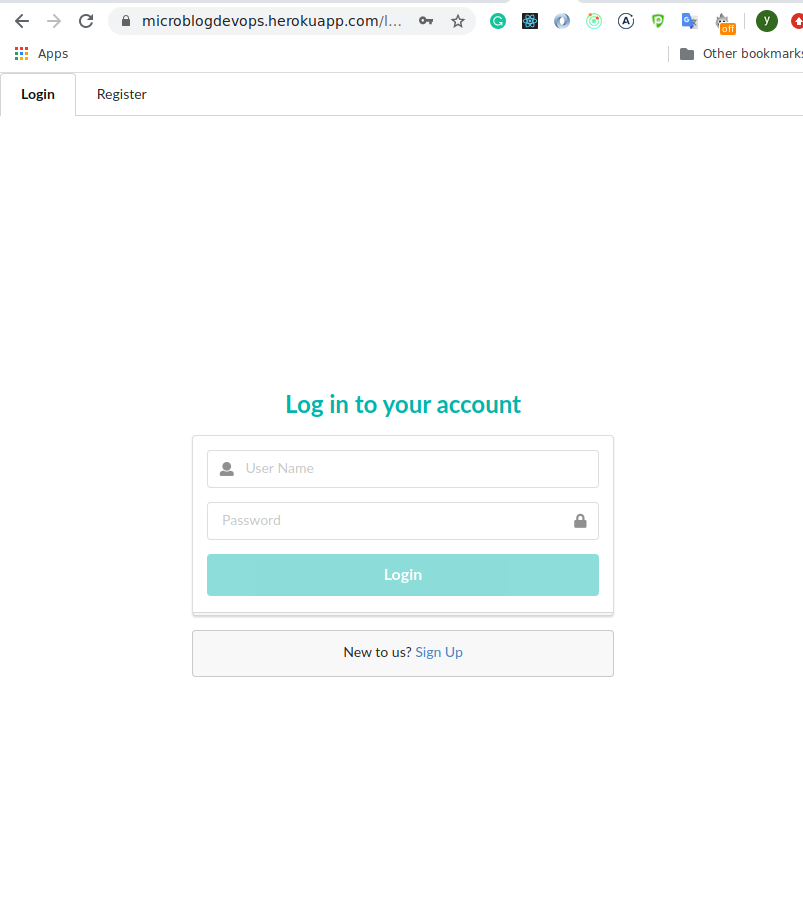 microblogdevops.herokuapp.com/l...
off
y
Apps
Other bookmarks
Login
Register
Log in to your account
User Name
Password
Login
New to us? Sign Up